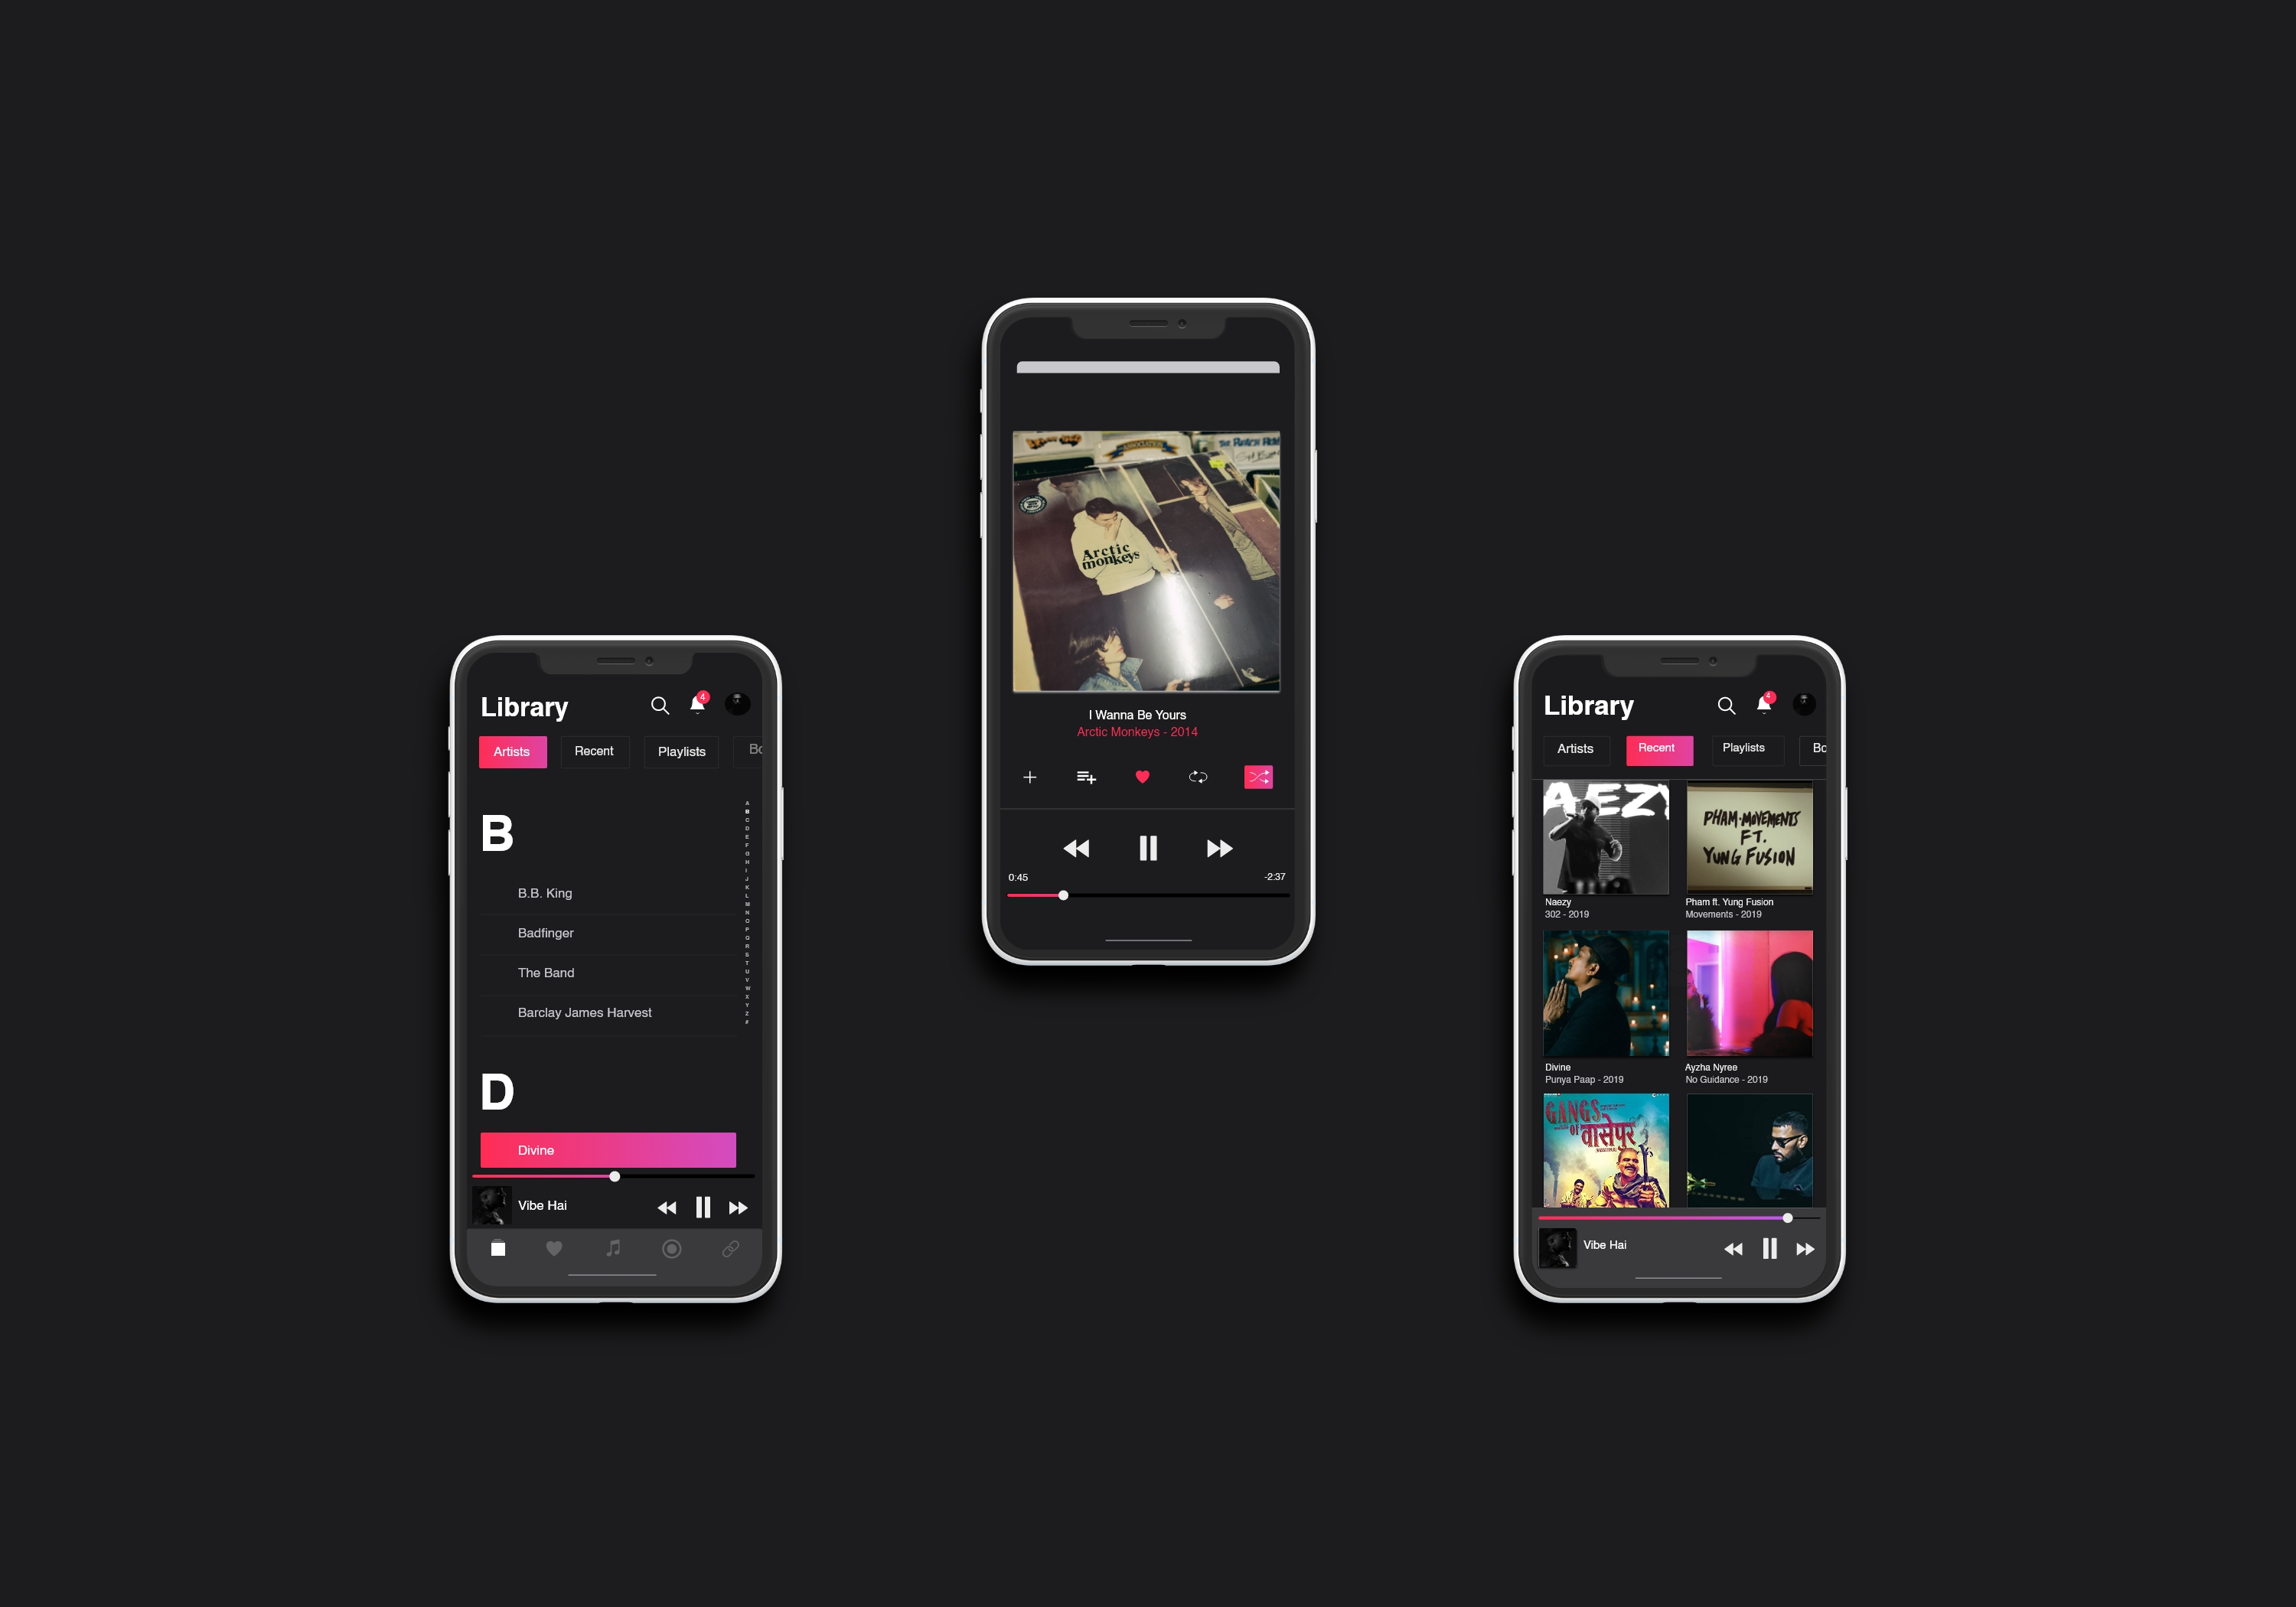 Library
4
Artists
Recent
Playlists
Bo
B
B.B. King
Badfinger
The Band
Barclay James Harvest
D
Divine
Vibe Hai
A
B
C
D
E
F
G
H
I
J
K
L
M
N
O
P
Q
R
S
T
U
V
W
X
Y
Z
#
ASSOCIATION
Arctic
monkeys
I Wanna Be Yours
Arctic Monkeys - 2014
0:45
-2:37
Library
4
Artists
Recent
Playlists
Bo
AEZY
PHAM-MOVEMENTS
FT.
YUNG FUSION
Naezy
302 - 2019
Pham ft. Yung Fusion
Movements - 2019
Divine
Punya Paap - 2019
Ayzha Nyree
No Guidance - 2019
GANGS
OF वासेपुर
Vibe Hai